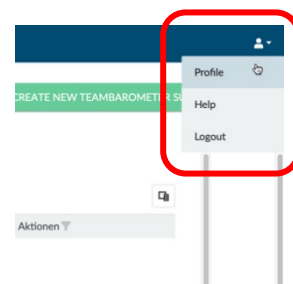 Profile
CREATE NEW TEAMBAROMETER SU
Help
Logout
Aktionen